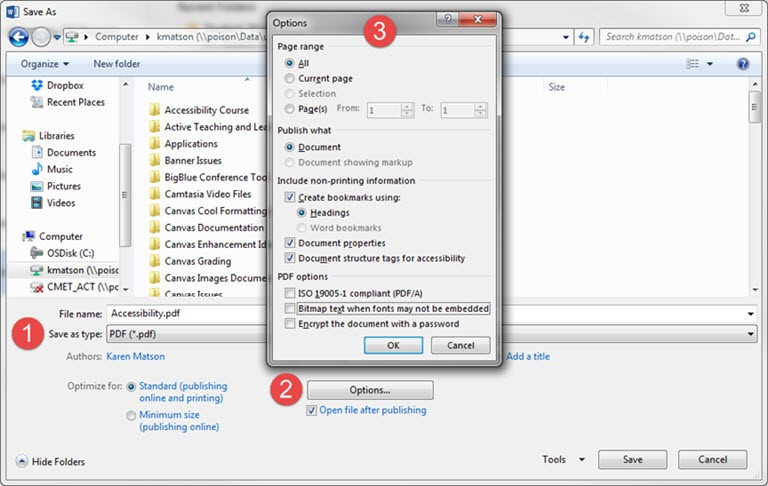 Save As
Computer ▸ kmatson (\\poison\Data\u
Search kmatson (\\poison\Dat...
Organize
New folder
Dropbox
Recent Places
Libraries
Documents
Music
Pictures
Videos
Computer
OSDisk (C:)
kmatson (\\poiso
CMET_ACT (\\po
Name
Size
Accessibility Course
Active Teaching and Lea
Applications
Banner Issues
BigBlue Conference Tool
Camtasia Video Files
Canvas Cool Formatting
Canvas Documentation
Canvas Enhancement Ide
Canvas Grading
Canvas Images Documen
Canvas Issues
File name: Accessibility.pdf
1
Save as type: PDF (*.pdf)
Authors: Karen Matson
Add a title
Optimize for: Standard (publishing
online and printing)
Minimum size
(publishing online)
2
Options...
Open file after publishing
Hide Folders
Tools
Save
Cancel
Options
3
Page range
All
Current page
Selection
Page(s) From: 1 To: 1
Publish what
Document
Document showing markup
Include non-printing information
Create bookmarks using:
Headings
Word bookmarks
Document properties
Document structure tags for accessibility
PDF options
ISO 19005-1 compliant (PDF/A)
Bitmap text when fonts may not be embedded
Encrypt the document with a password
OK
Cancel